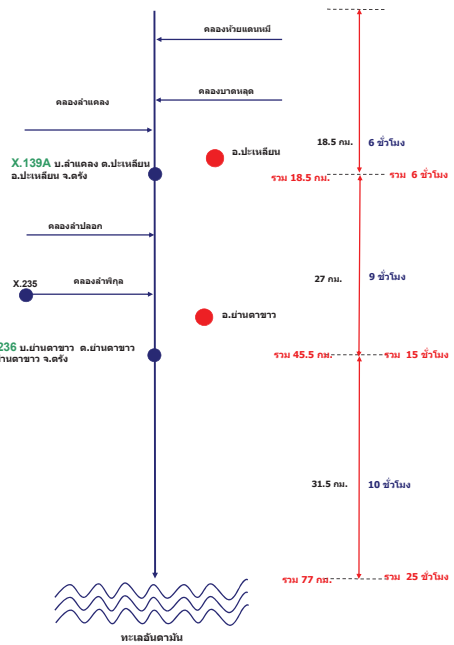 คลองห้วยแดนหมี
คลองบาดหลุด
คลองลำแคลง
18.5 กม.
6 ชั่วโมง
อ.ปะเหลียน
X.139A บ.ลำแคลง ต.ปะเหลียน
อ.ปะเหลียน จ.ตรัง
รวม 18.5 กม.
รวม 6 ชั่วโมง
คลองลำปลอก
27 กม.
9 ชั่วโมง
X.235
คลองลำพิกุล
อ.ย่านตาขาว
236 บ.ย่านตาขาว ต.ย่านตาขาว
านตาขาว จ.ตรัง
รวม 45.5 กม.
รวม 15 ชั่วโมง
31.5 กม.
10 ชั่วโมง
รวม 77 กม.
รวม 25 ชั่วโมง
ทะเลอันดามัน